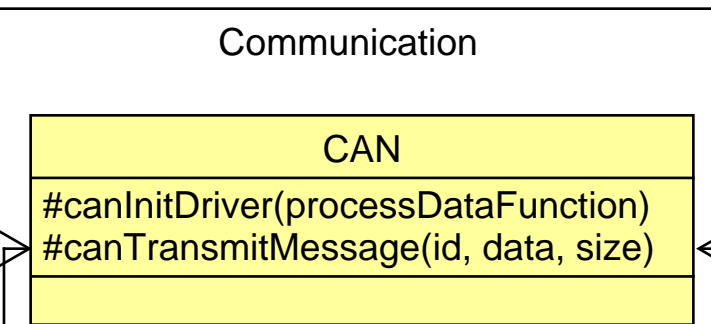 Communication
CAN
#canInitDriver(processDataFunction)
#canTransmitMessage(id, data, size)